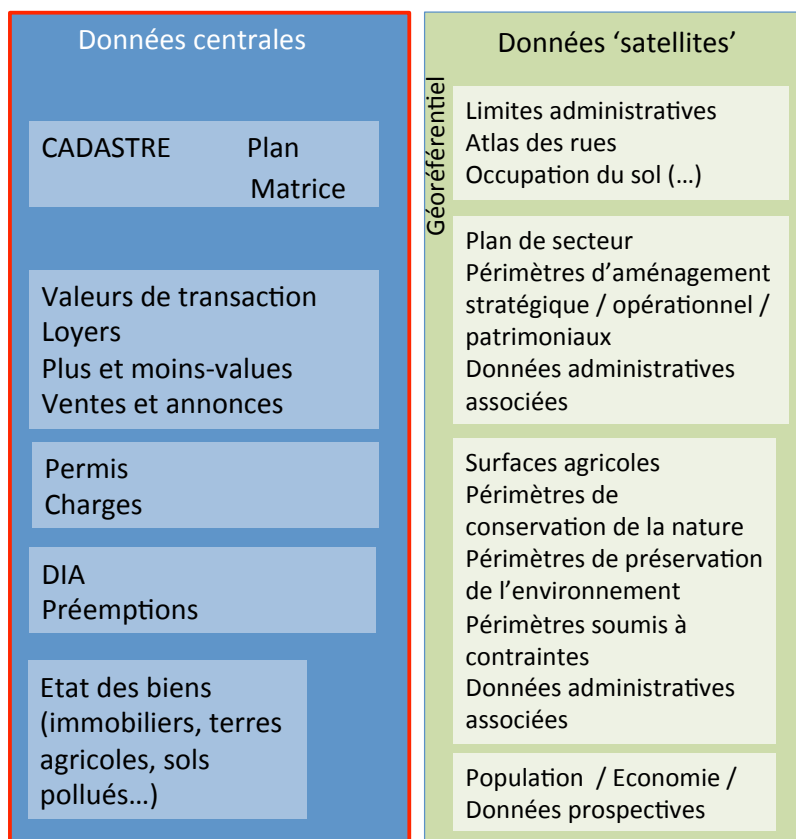 Données centrales
CADASTRE Plan
Matrice
Valeurs de transaction
Loyers
Plus et moins-values
Ventes et annonces
Permis
Charges
DIA
Préemptions
Etat des biens
(immobiliers, terres
agricoles, sols
pollués…)
Données ‘satellites’
Géoréférentiel
Limites administratives
Atlas des rues
Occupation du sol (…)
Plan de secteur
Périmètres d’aménagement
stratégique / opérationnel /
patrimoniaux
Données administratives
associées
Surfaces agricoles
Périmètres de
conservation de la nature
Périmètres de préservation
de l’environnement
Périmètres soumis à
contraintes
Données administratives
associées
Population / Economie /
Données prospectives